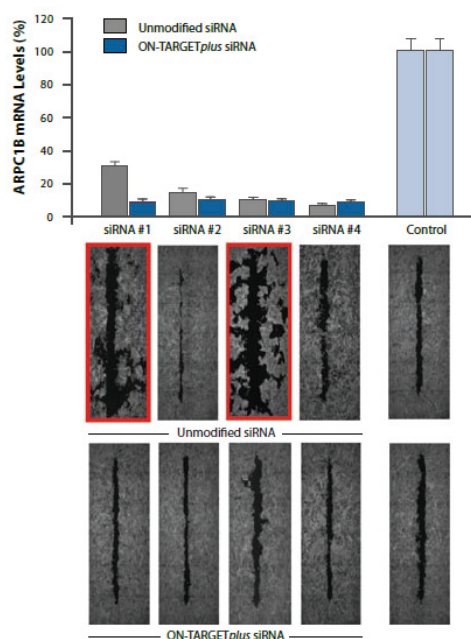 120
Unmodified siRNA
ON-TARGETplus siRNA
100
80
60
40
20
0
ARPC1B mRNA Levels (%)
siRNA #1 siRNA #2 siRNA #3 siRNA #4 Control
Unmodified siRNA
ON-TARGETplus siRNA